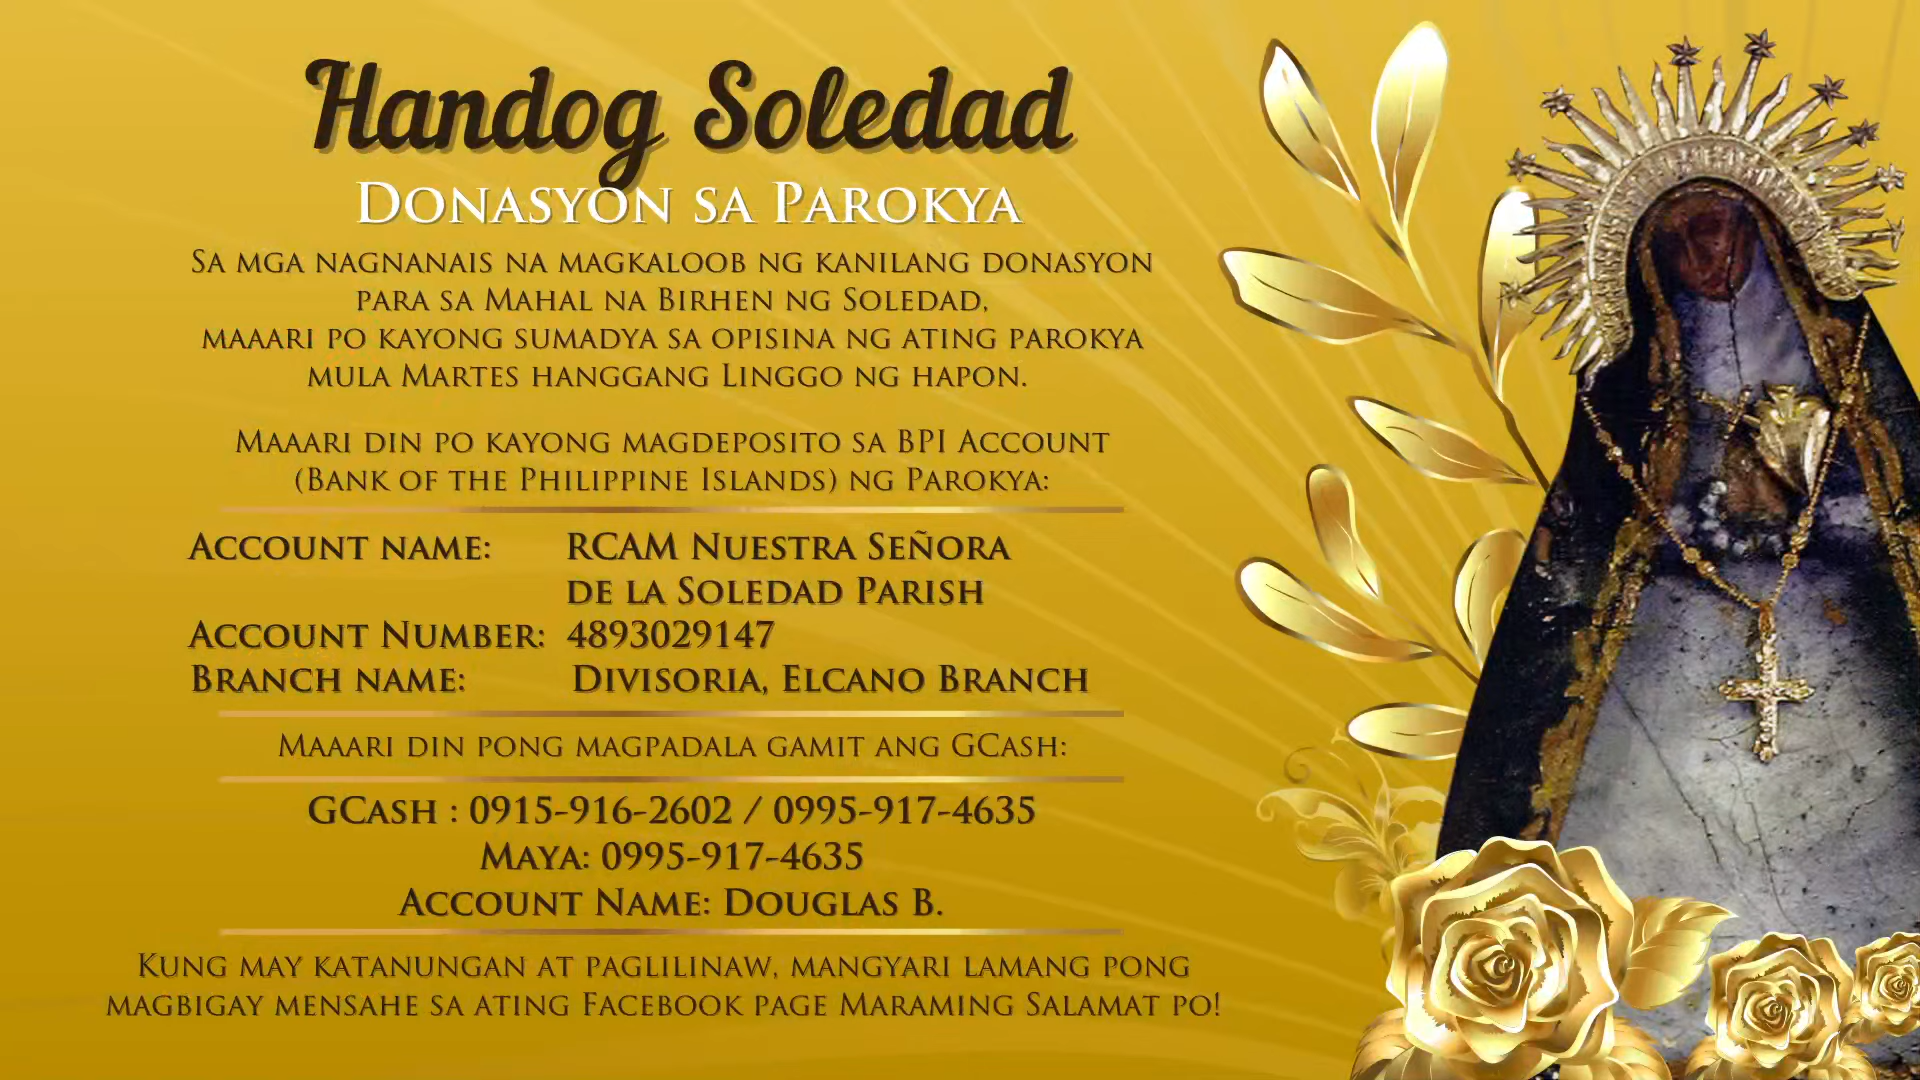 Handog Soledad
Donasyon sa Parokya
Sa mga nagnanais na magkaloob ng kanilang donasyon
para sa Mahal na Birhen ng Soledad,
maaari po kayong sumadya sa opisina ng ating parokya
mula Martes hanggang Linggo ng hapon.
Maaari din po kayong magdeposito sa BPI Account
(Bank of the Philippine Islands) ng Parokya:
Account name: RCAM Nuestra Señora
de la Soledad Parish
Account Number: 4893029147
Branch name: Divisoria, Elcano Branch
Maaari din pong magpadala gamit ang GCash:
GCash : 0915-916-2602 / 0995-917-4635
Maya: 0995-917-4635
Account Name: Douglas B.
Kung may katanungan at paglilinaw, mangyari lamang pong
magbigay mensahe sa ating Facebook page Maraming Salamat po!